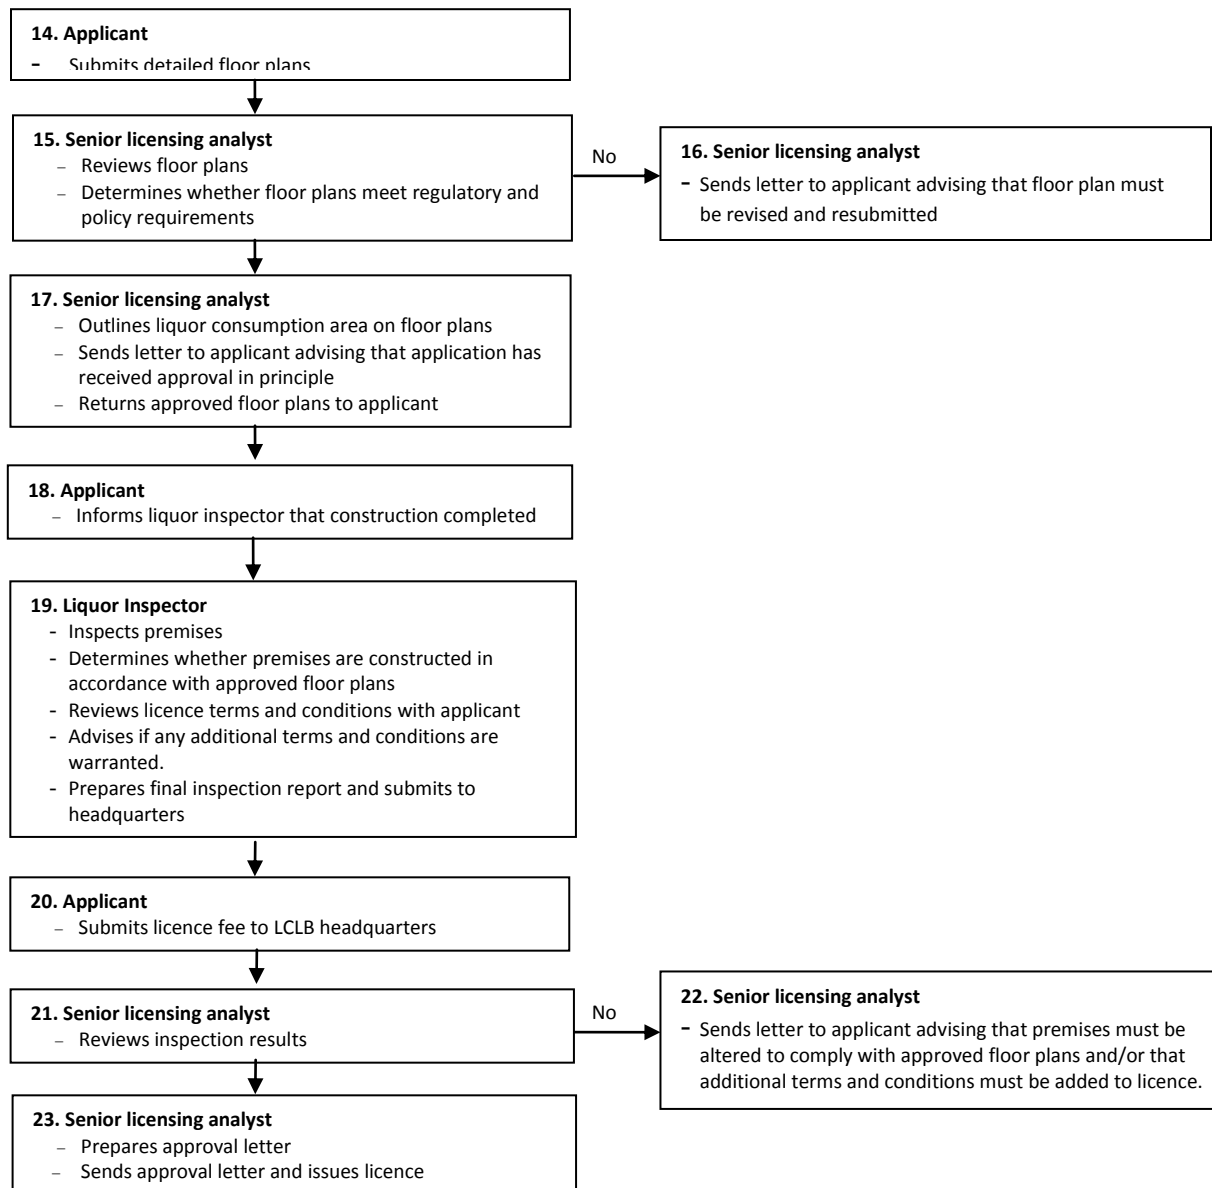 14. Applicant
- Submits detailed floor plans
15. Senior licensing analyst
– Reviews floor plans
– Determines whether floor plans meet regulatory and
policy requirements
No
16. Senior licensing analyst
- Sends letter to applicant advising that floor plan must
be revised and resubmitted
17. Senior licensing analyst
– Outlines liquor consumption area on floor plans
– Sends letter to applicant advising that application has
received approval in principle
– Returns approved floor plans to applicant
18. Applicant
– Informs liquor inspector that construction completed
19. Liquor Inspector
- Inspects premises
- Determines whether premises are constructed in
accordance with approved floor plans
- Reviews licence terms and conditions with applicant
- Advises if any additional terms and conditions are
warranted.
- Prepares final inspection report and submits to
headquarters
20. Applicant
– Submits licence fee to LCLB headquarters
21. Senior licensing analyst
– Reviews inspection results
No
22. Senior licensing analyst
- Sends letter to applicant advising that premises must be
altered to comply with approved floor plans and/or that
additional terms and conditions must be added to licence.
23. Senior licensing analyst
– Prepares approval letter
– Sends approval letter and issues licence